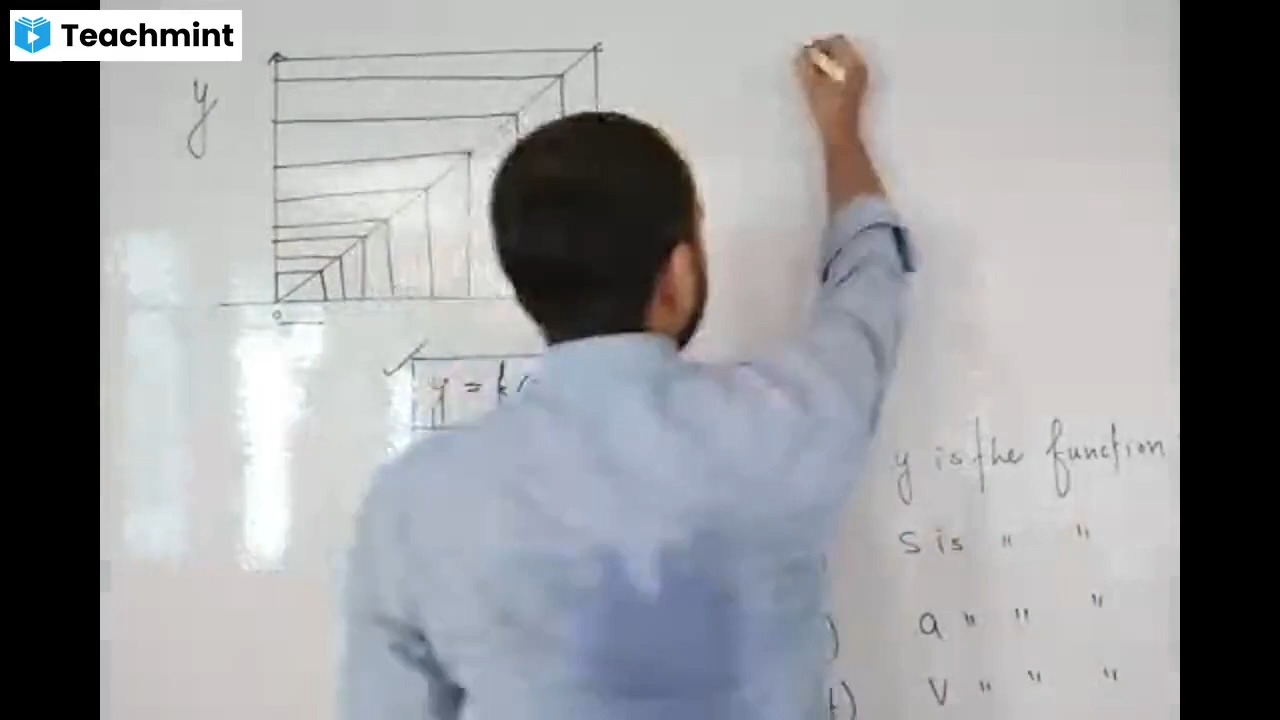 Teachmint
y
o
y = k
y is the function
S is " "
) a " " "
t) V " " "